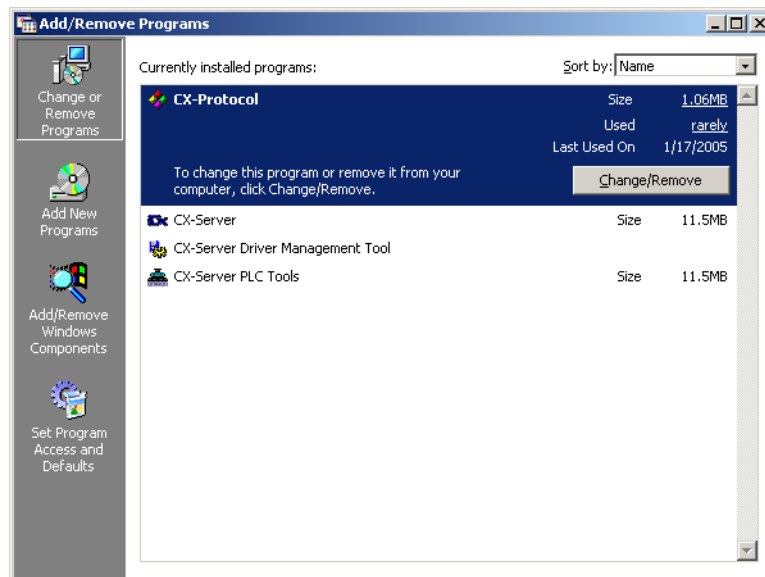 Add/Remove Programs
Change or
Remove
Programs
Add New
Programs
Add/Remove
Windows
Components
Set Program
Access and
Defaults
Currently installed programs:
Sort by: Name
CX-Protocol Size 1.06MB
Used rarely
Last Used On 1/17/2005
To change this program or remove it from your
computer, click Change/Remove.
Change/Remove
CX-Server Size 11.5MB
CX-Server Driver Management Tool
CX-Server PLC Tools Size 11.5MB